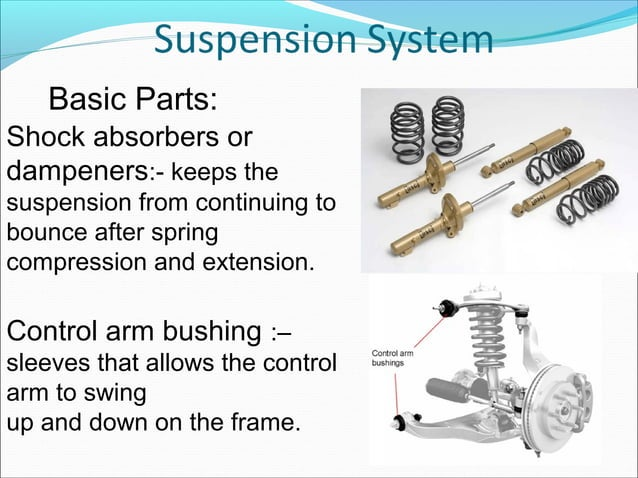 Suspension System
Basic Parts:
Shock absorbers or
dampeners:- keeps the
suspension from continuing to
bounce after spring
compression and extension.
Control arm bushing :–
sleeves that allows the control
arm to swing
up and down on the frame.
Control arm
bushings